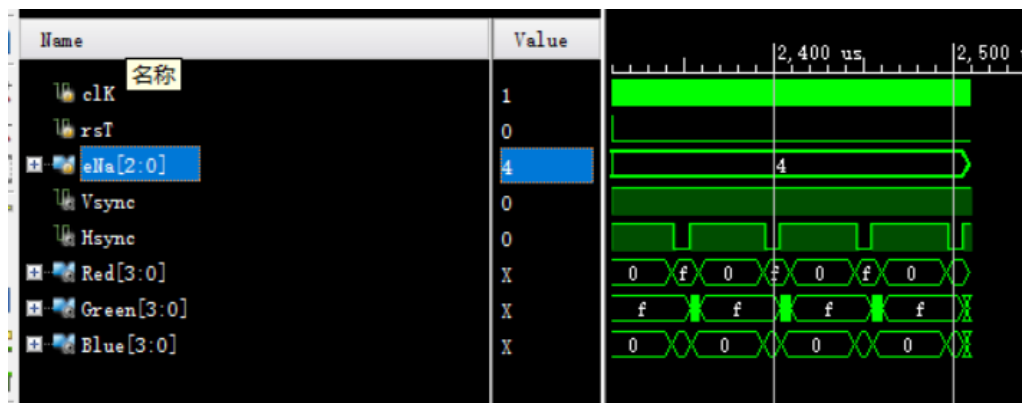 Name Value
2,400 us 2,500
名称
clK 1
rsT 0
eNa[2:0] 4 4
Vsync 0
Hsync 0
Red[3:0] X 0 f 0 f 0 f 0
Green[3:0] X f f f f
Blue[3:0] X 0 0 0 0